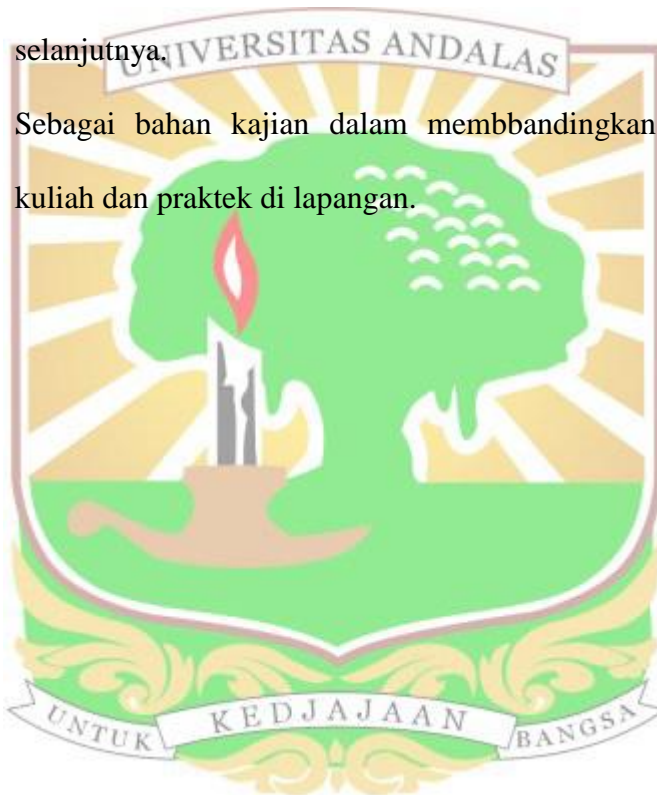 selanjutnya.
UNIVERSITAS ANDALAS
Sebagai bahan kajian dalam membbandingkan
kuliah dan praktek di lapangan.
UNTUK KEDJAJAAN BANGSA